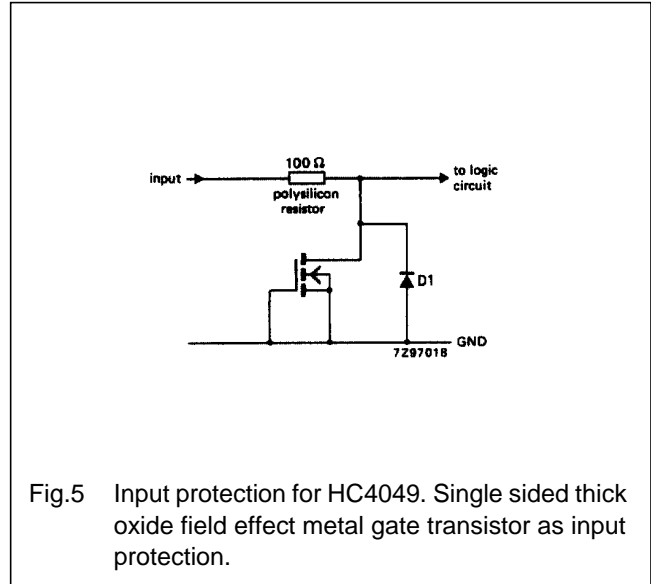 100 Ω
input
to logic
circuit
polysilicon
resistor
D1
GND
7Z97018
Fig.5 Input protection for HC4049. Single sided thick
oxide field effect metal gate transistor as input
protection.